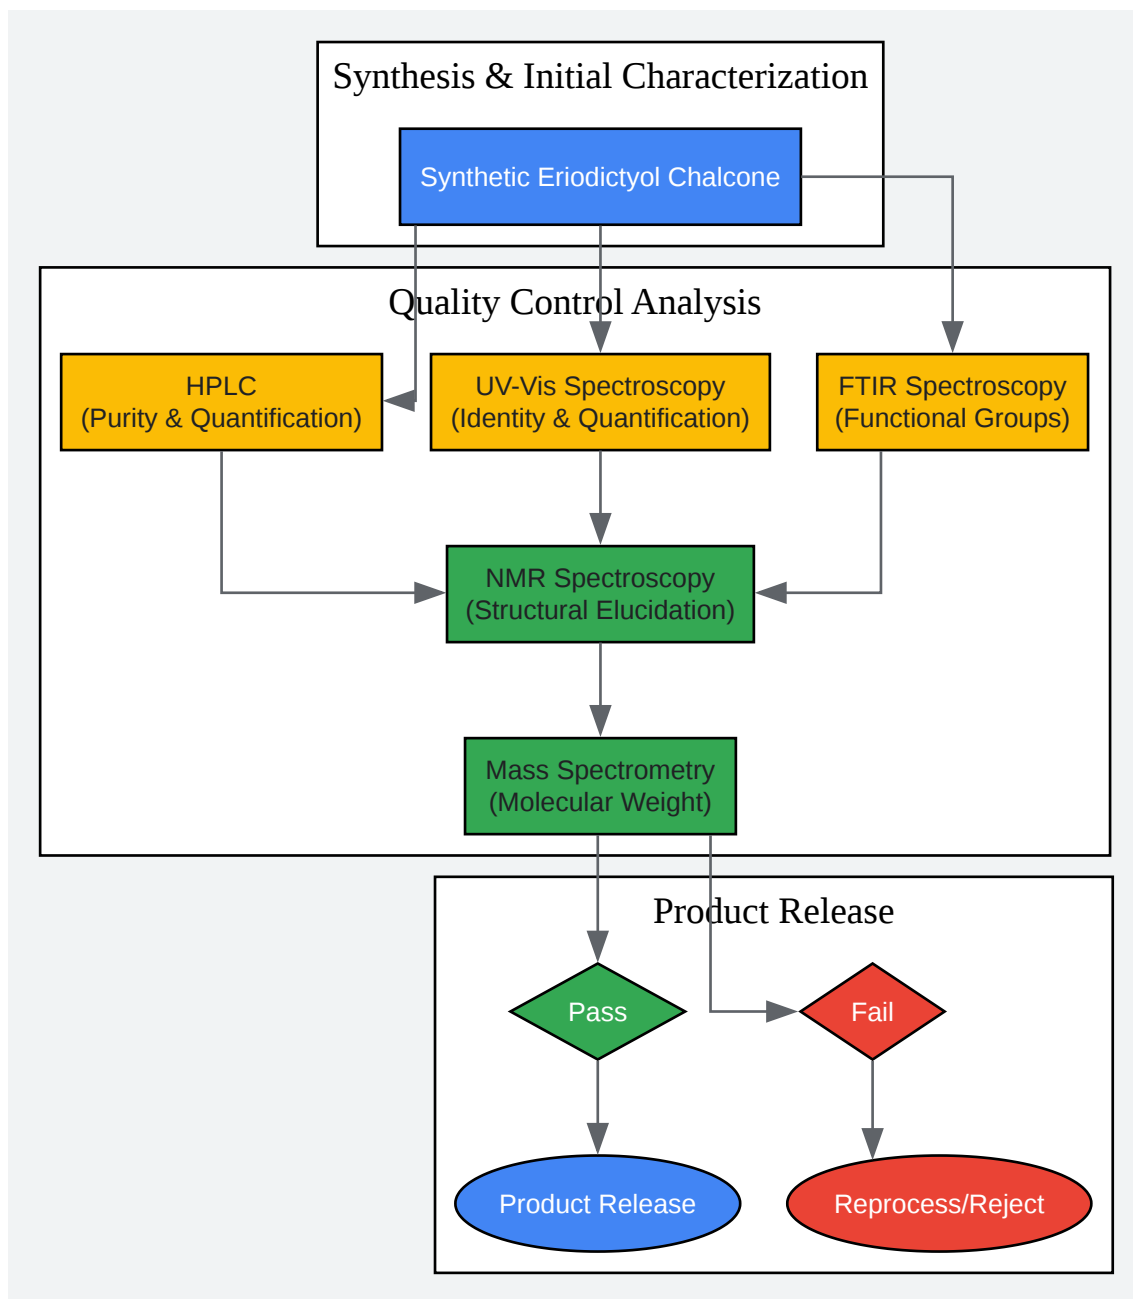 Synthesis & Initial Characterization
Synthetic Eriodictyol Chalcone
Quality Control Analysis
HPLC
(Purity & Quantification)
UV-Vis Spectroscopy
(Identity & Quantification)
FTIR Spectroscopy
(Functional Groups)
NMR Spectroscopy
(Structural Elucidation)
Mass Spectrometry
(Molecular Weight)
Product Release
Pass
Fail
Product Release
Reprocess/Reject